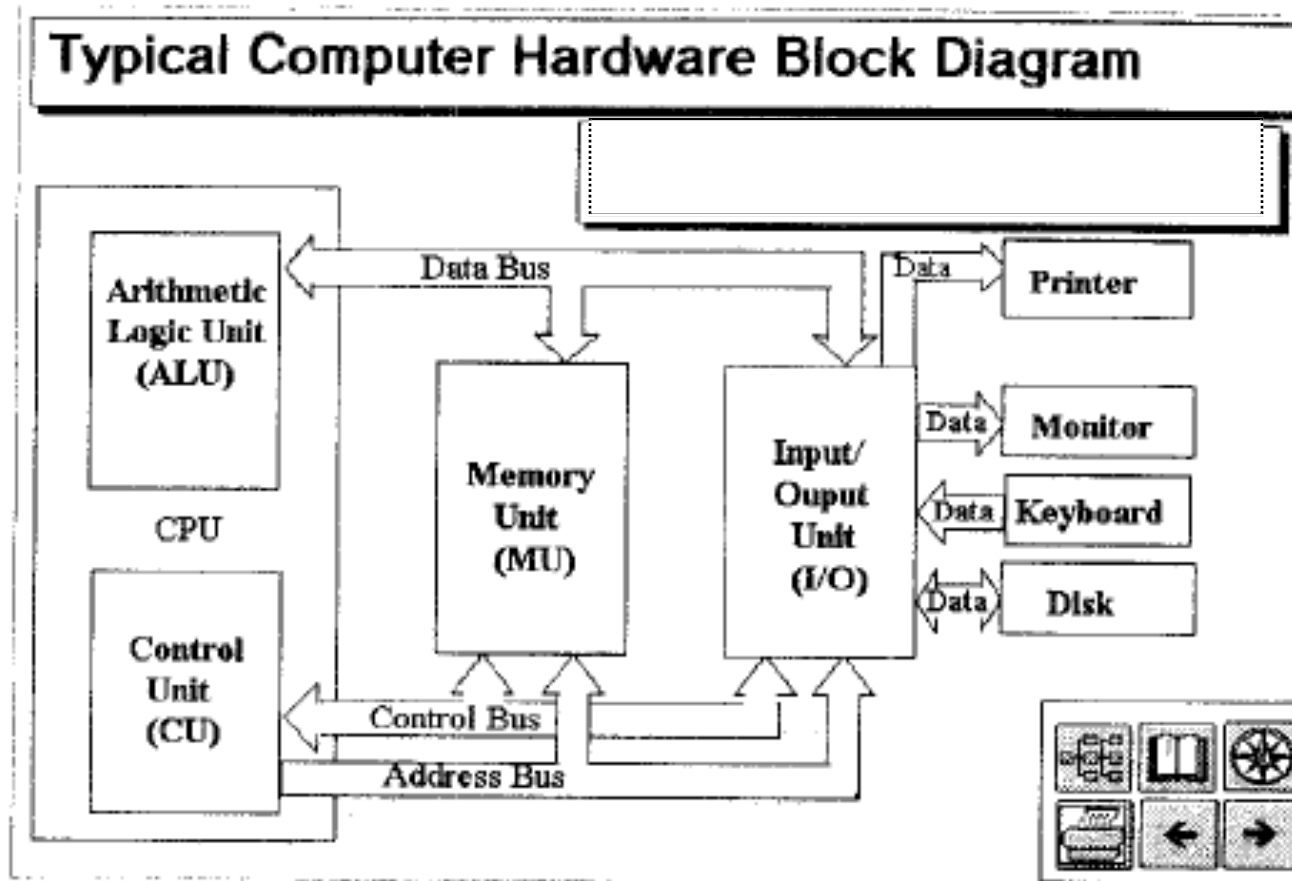 Typical Computer Hardware Block Diagram
Arithmetic
Logic Unit
(ALU)
CPU
Control
Unit
(CU)
Data Bus
Memory
Unit
(MU)
Control Bus
Address Bus
Input/
Ouput
Unit
(I/O)
Data
Printer
Data
Monitor
Data
Keyboard
Data
Disk